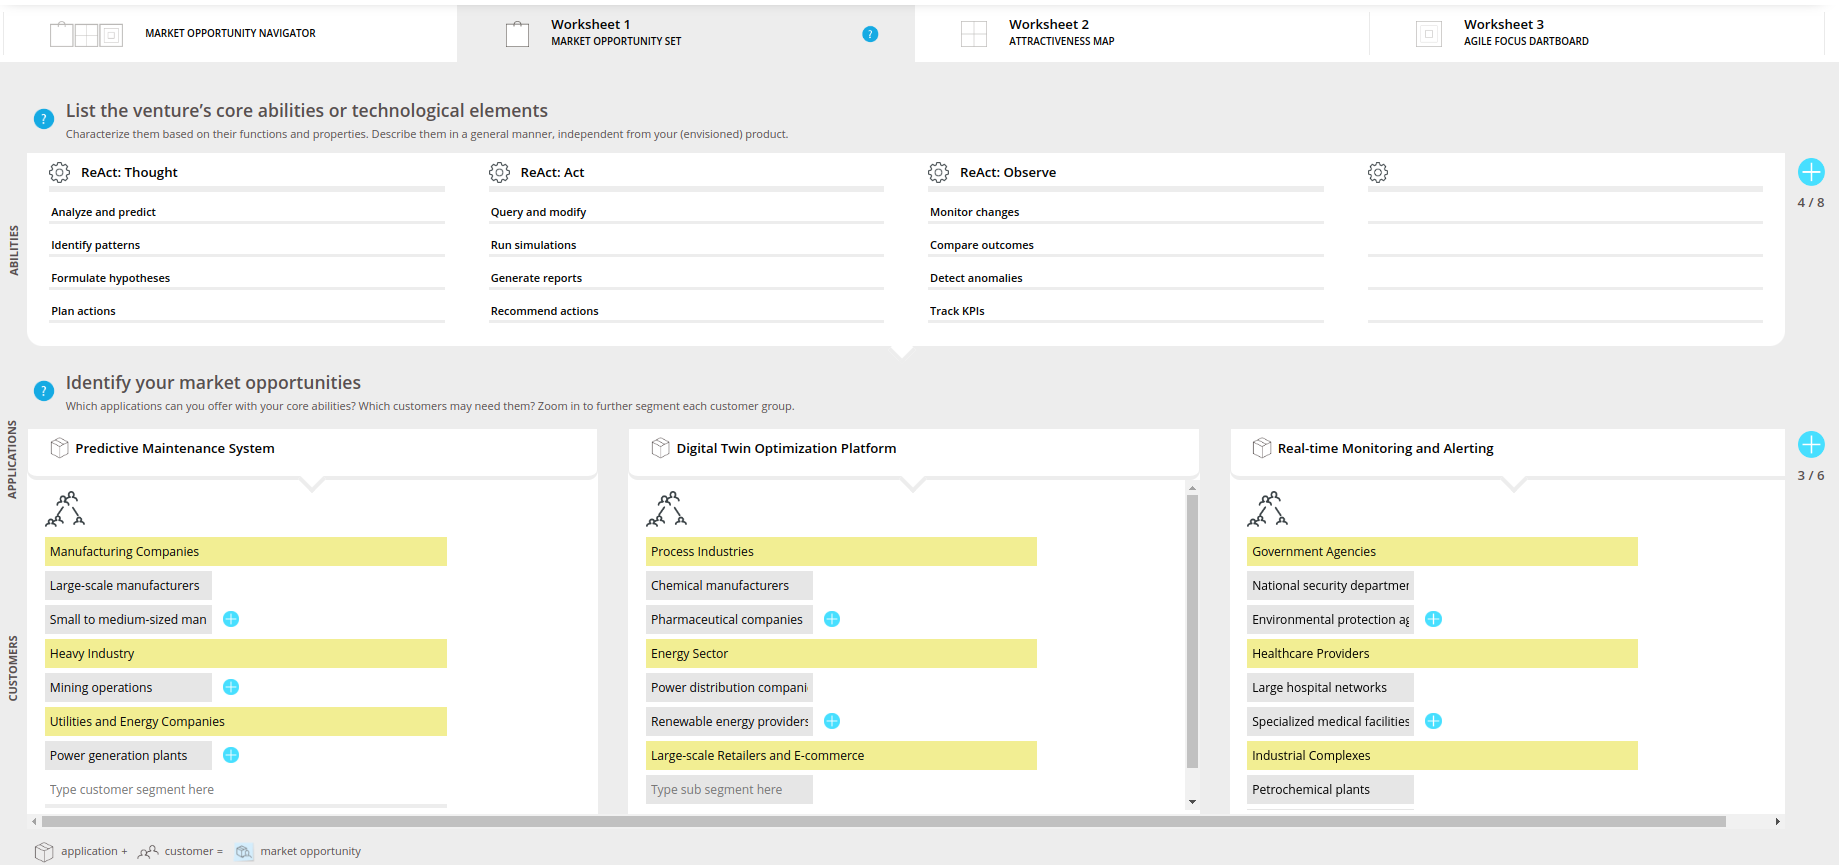 MARKET OPPORTUNITY NAVIGATOR
Worksheet 1
MARKET OPPORTUNITY SET
?
Worksheet 2
ATTRACTIVENESS MAP
Worksheet 3
AGILE FOCUS DARTBOARD
?
List the venture’s core abilities or technological elements
Characterize them based on their functions and properties. Describe them in a general manner, independent from your (envisioned) product.
ABILITIES
ReAct: Thought
Analyze and predict
Identify patterns
Formulate hypotheses
Plan actions
ReAct: Act
Query and modify
Run simulations
Generate reports
Recommend actions
ReAct: Observe
Monitor changes
Compare outcomes
Detect anomalies
Track KPIs
4 / 8
?
Identify your market opportunities
Which applications can you offer with your core abilities? Which customers may need them? Zoom in to further segment each customer group.
APPLICATIONS
CUSTOMERS
Predictive Maintenance System
Manufacturing Companies
Large-scale manufacturers
Small to medium-sized man
Heavy Industry
Mining operations
Utilities and Energy Companies
Power generation plants
Type customer segment here
Digital Twin Optimization Platform
Process Industries
Chemical manufacturers
Pharmaceutical companies
Energy Sector
Power distribution compani
Renewable energy providers
Large-scale Retailers and E-commerce
Type sub segment here
Real-time Monitoring and Alerting
Government Agencies
National security departmen
Environmental protection ag
Healthcare Providers
Large hospital networks
Specialized medical facilities
Industrial Complexes
Petrochemical plants
3 / 6
application + customer = market opportunity